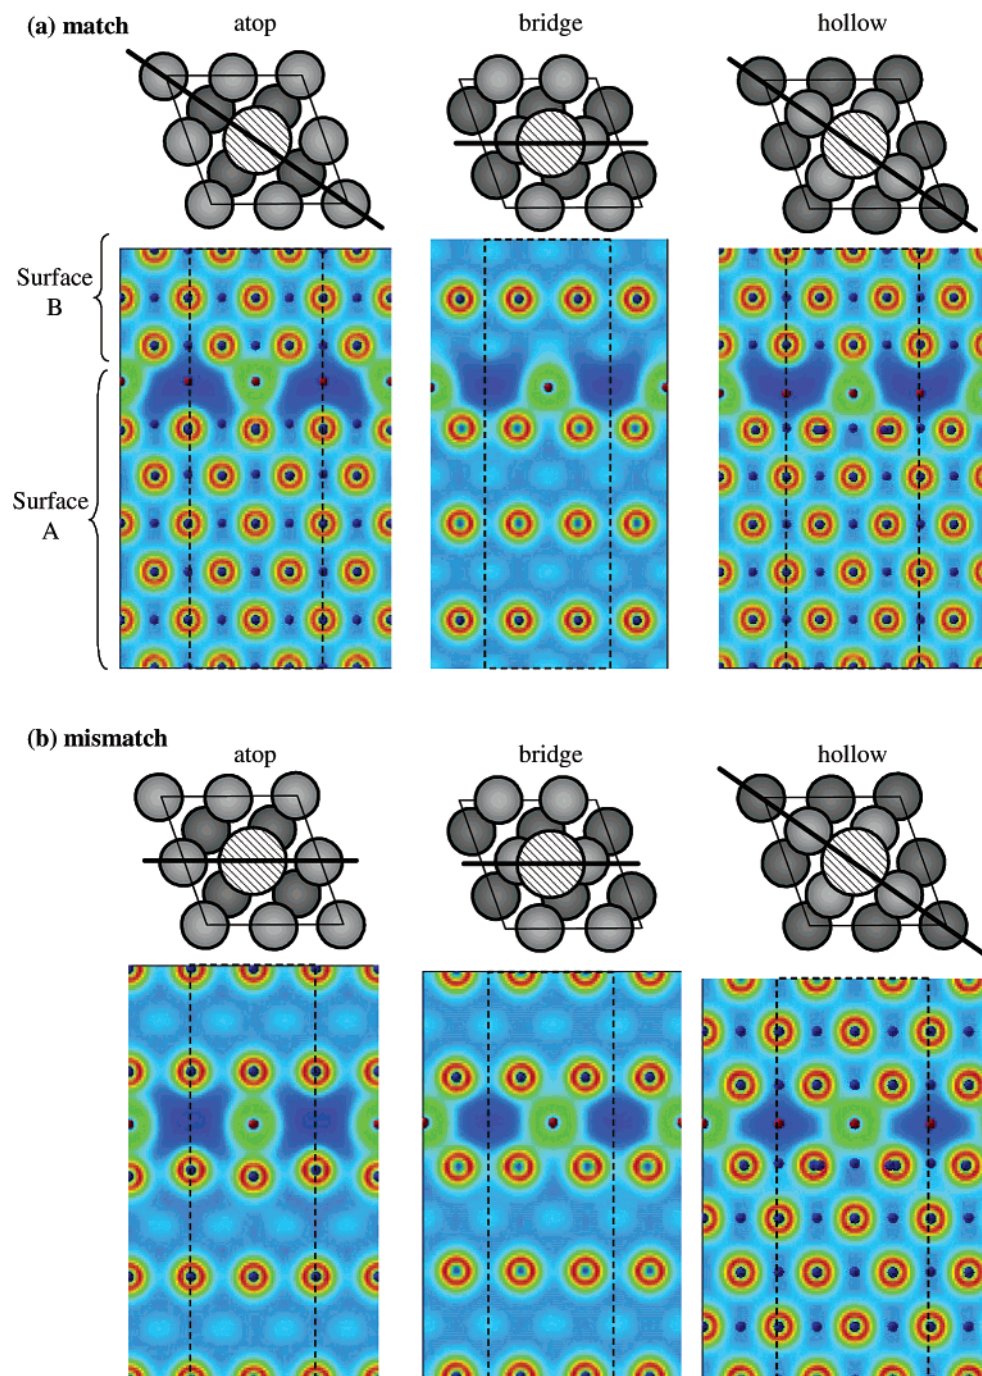 (a) match
atop
bridge
hollow
Surface
B
Surface
A
(b) mismatch
atop
bridge
hollow